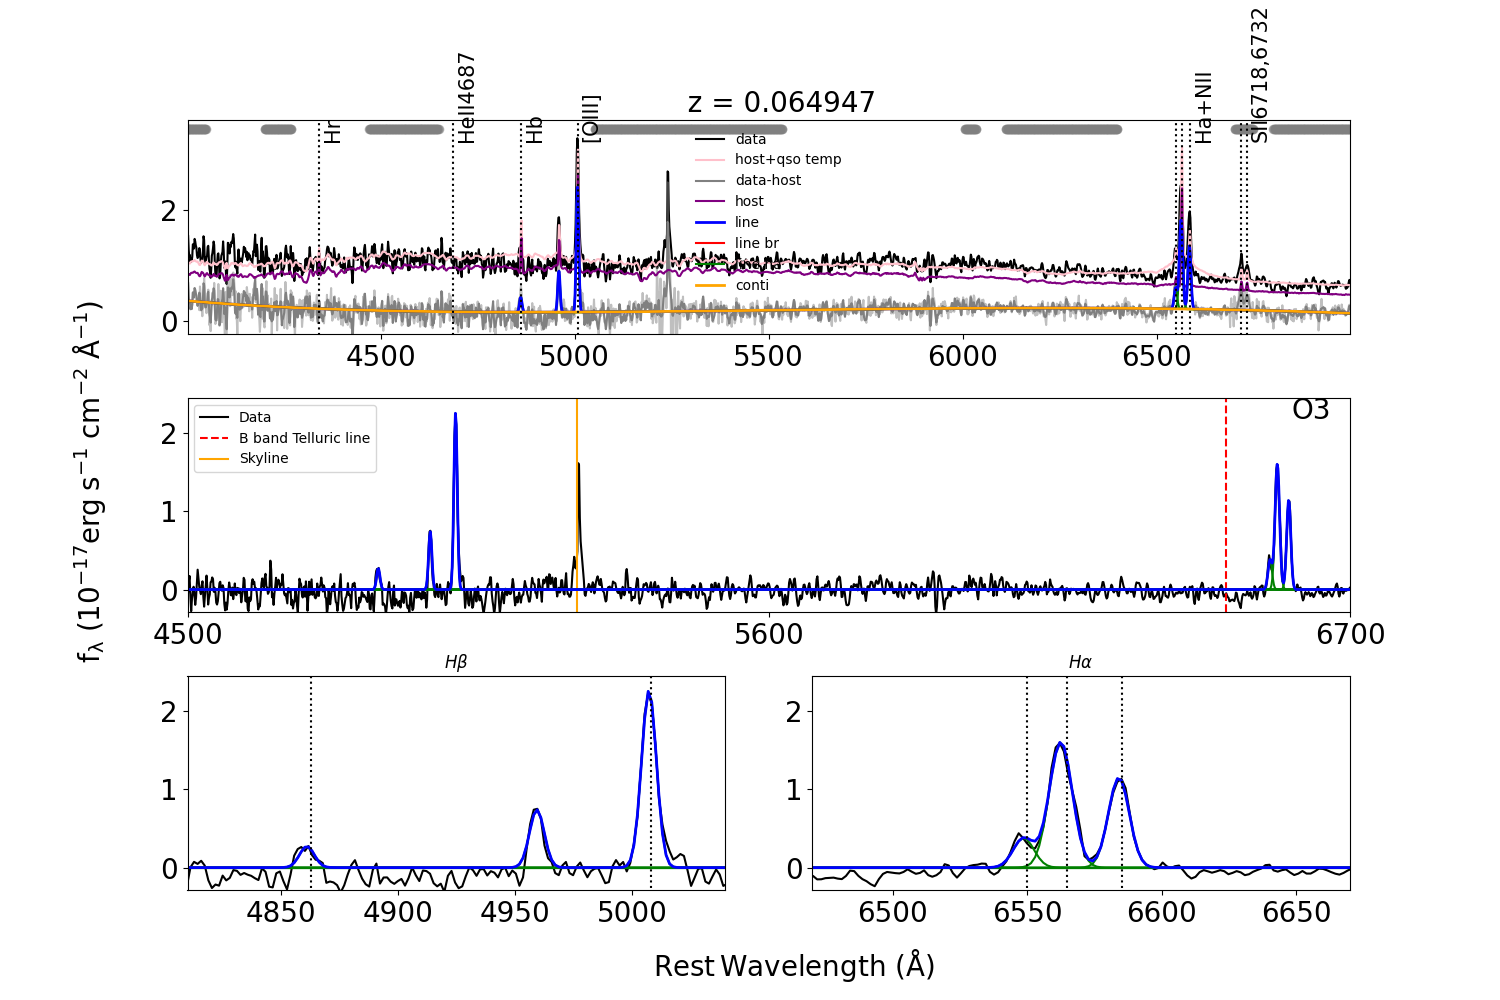 z = 0.064947
Hr
HeII4687
Hb
[OIII]
Ha+NII
SII6718,6732
data
host+qso temp
data-host
host
line
line br
conti
2
0
4500 5000 5500 6000 6500
O3
Data
B band Telluric line
Skyline
2
1
0
4500 5600 6700
fλ (10⁻¹⁷erg s⁻¹ cm⁻² Å⁻¹)
Hβ
2
1
0
4850 4900 4950 5000
Hα
2
1
0
6500 6550 6600 6650
Rest Wavelength (Å)